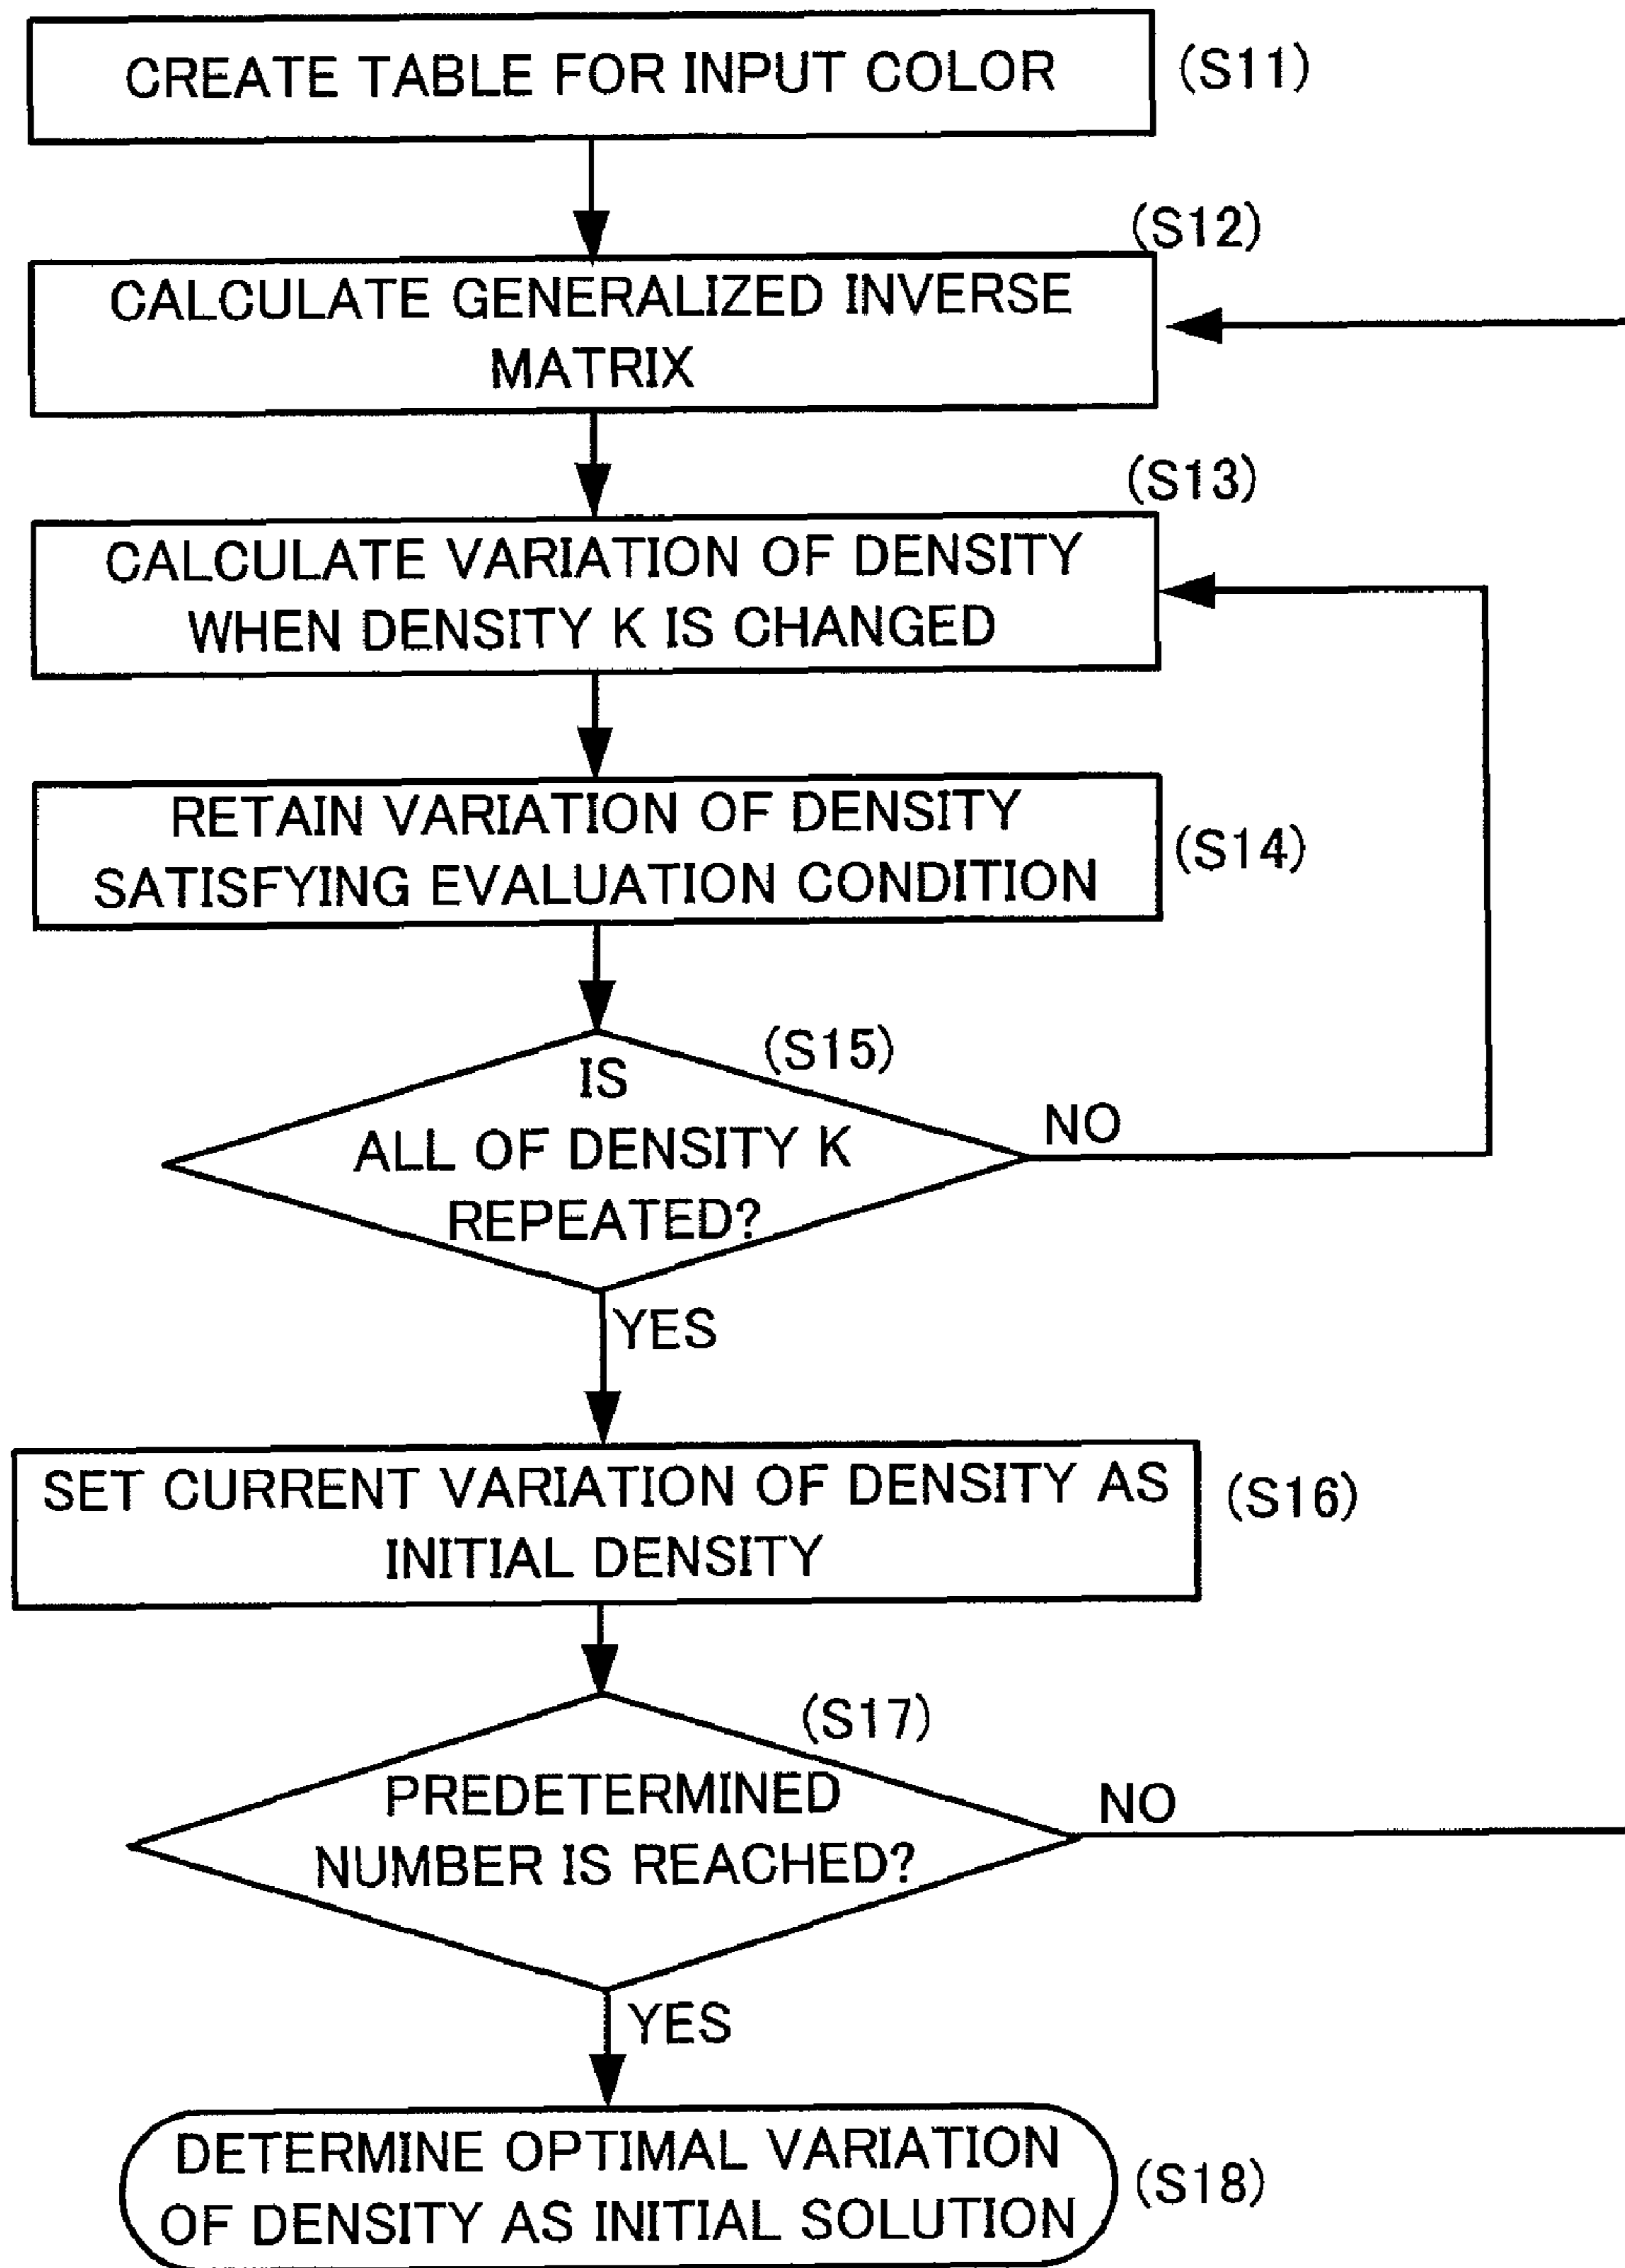 CREATE TABLE FOR INPUT COLOR
(S11)
(S12)
CALCULATE GENERALIZED INVERSE
MATRIX
(S13)
CALCULATE VARIATION OF DENSITY
WHEN DENSITY K IS CHANGED
RETAIN VARIATION OF DENSITY
SATISFYING EVALUATION CONDITION
(S14)
(S15)
IS
ALL OF DENSITY K
REPEATED?
NO
YES
SET CURRENT VARIATION OF DENSITY AS
INITIAL DENSITY
(S16)
(S17)
PREDETERMINED
NUMBER IS REACHED?
NO
YES
DETERMINE OPTIMAL VARIATION
OF DENSITY AS INITIAL SOLUTION
(S18)